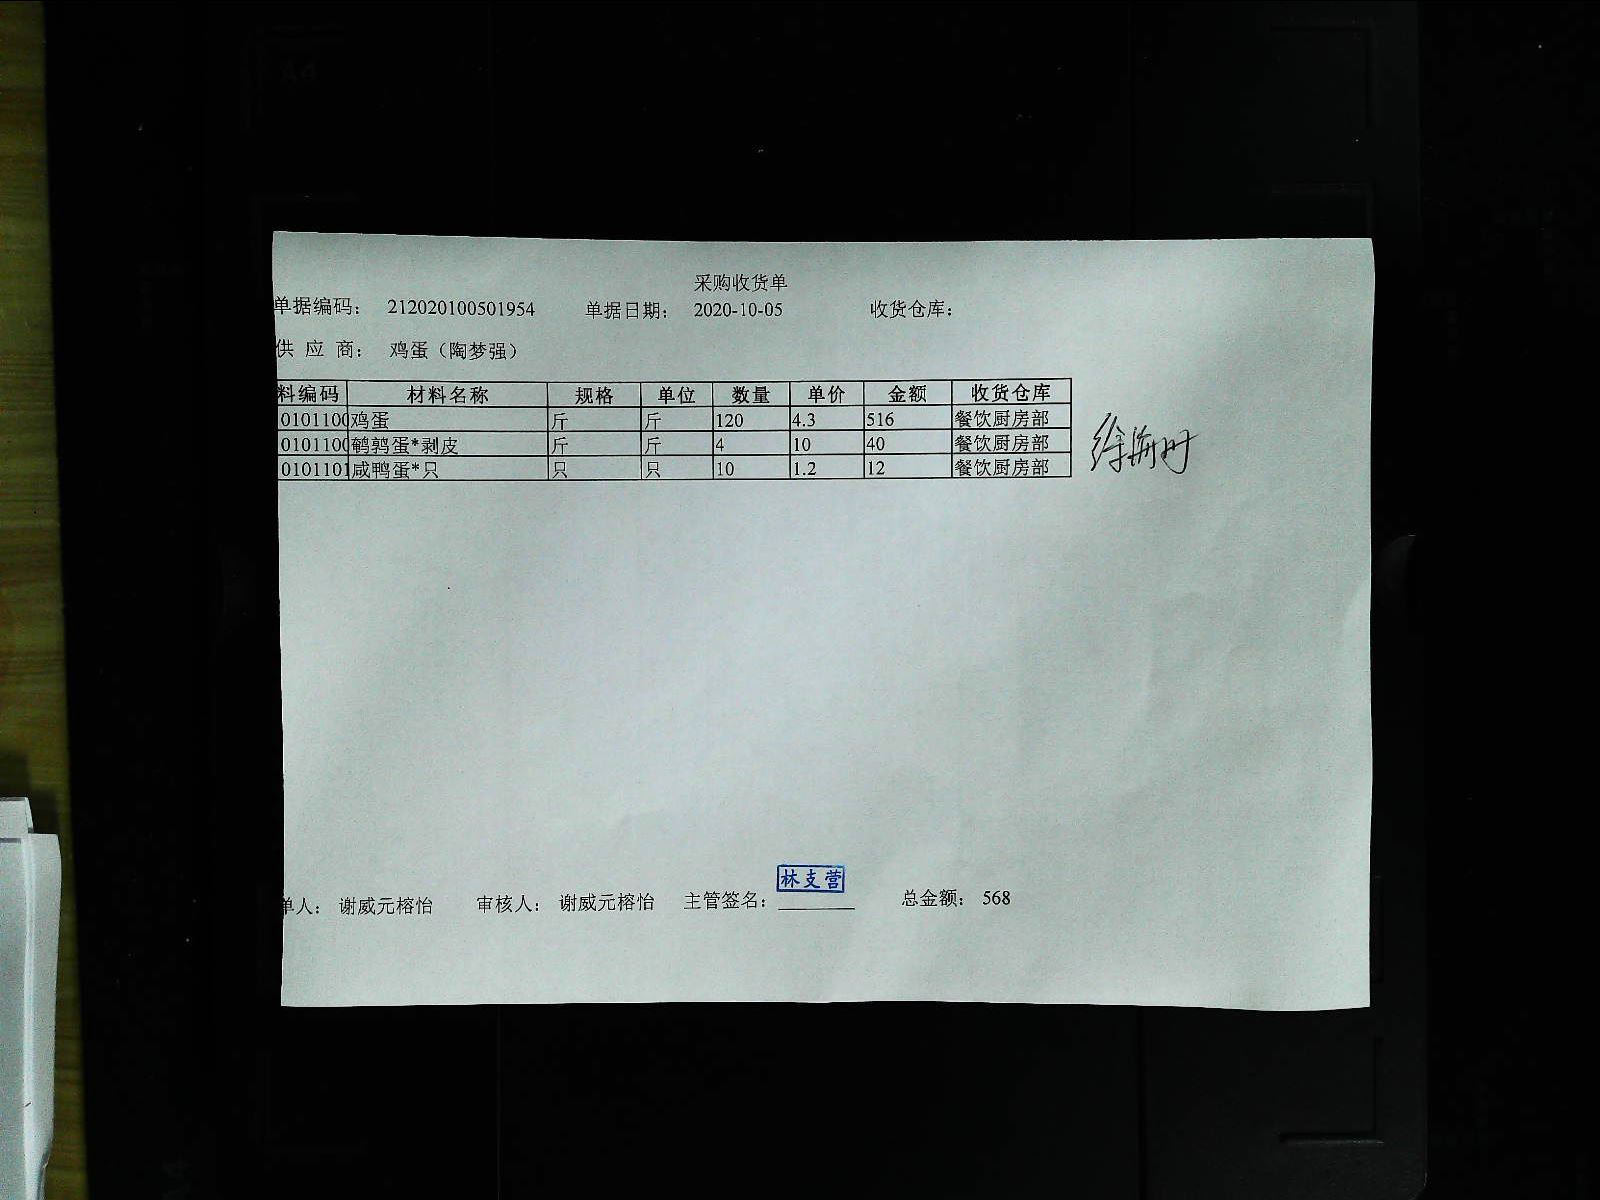 采购收货单
单据编码： 212020100501954 单据日期： 2020-10-05 收货仓库：
供 应 商： 鸡蛋（陶梦强）
料编码 材料名称 规格 单位 数量 单价 金额 收货仓库
0101100 鸡蛋 斤 斤 120 4.3 516 餐饮厨房部
0101100 鹌鹑蛋*剥皮 斤 斤 4 10 40 餐饮厨房部
0101101 咸鸭蛋*只 只 只 10 1.2 12 餐饮厨房部
林支营
单人： 谢威元榕怡 审核人： 谢威元榕怡 主管签名：________ 总金额： 568